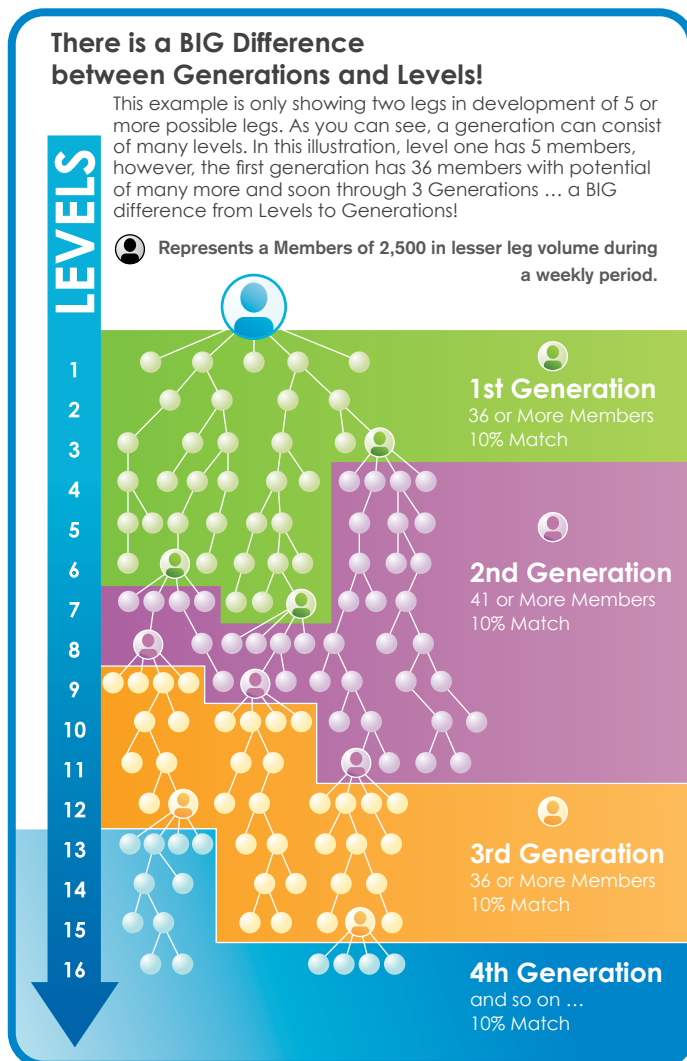 There is a BIG Difference
between Generations and Levels!
This example is only showing two legs in development of 5 or
more possible legs. As you can see, a generation can consist
of many levels. In this illustration, level one has 5 members,
however, the first generation has 36 members with potential
of many more and soon through 3 Generations … a BIG
difference from Levels to Generations!
Represents a Members of 2,500 in lesser leg volume during
a weekly period.
LEVELS
1
2
3
4
5
6
7
8
9
10
11
12
13
14
15
16
1st Generation
36 or More Members
10% Match
2nd Generation
41 or More Members
10% Match
3rd Generation
36 or More Members
10% Match
4th Generation
and so on …
10% Match